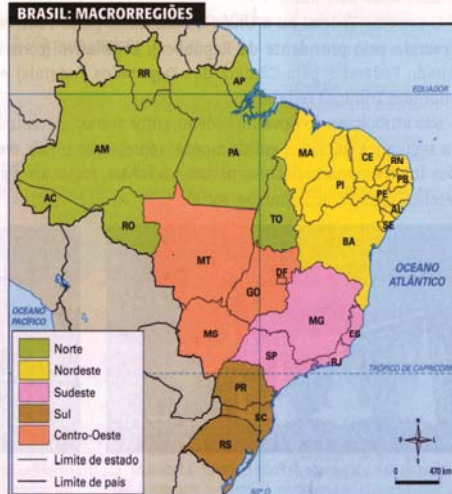 BRASIL: MACRORREGIÕES
RR
AP
EQUADOR
AM
PA
MA
CE
RN
PB
PE
AL
SE
PI
AC
RO
TO
BA
MT
DF
GO
OCEANO
ATLÂNTICO
OCEANO
PACÍFICO
MS
MG
ES
SP
RJ
TRÓPICO DE CAPRICÓRNIO
PR
SC
RS
Norte
Nordeste
Sudeste
Sul
Centro-Oeste
Limite de estado
Limite de país
N
S
0 470 km